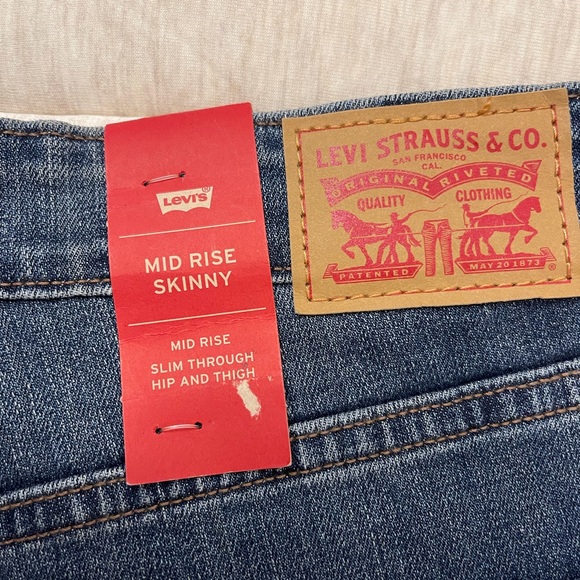 Levi's®
MID RISE
SKINNY
MID RISE
SLIM THROUGH
HIP AND THIGH
LEVI STRAUSS & CO.
SAN FRANCISCO
CAL.
ORIGINAL RIVETED
QUALITY CLOTHING
PATENTED MAY 20 1873 ®